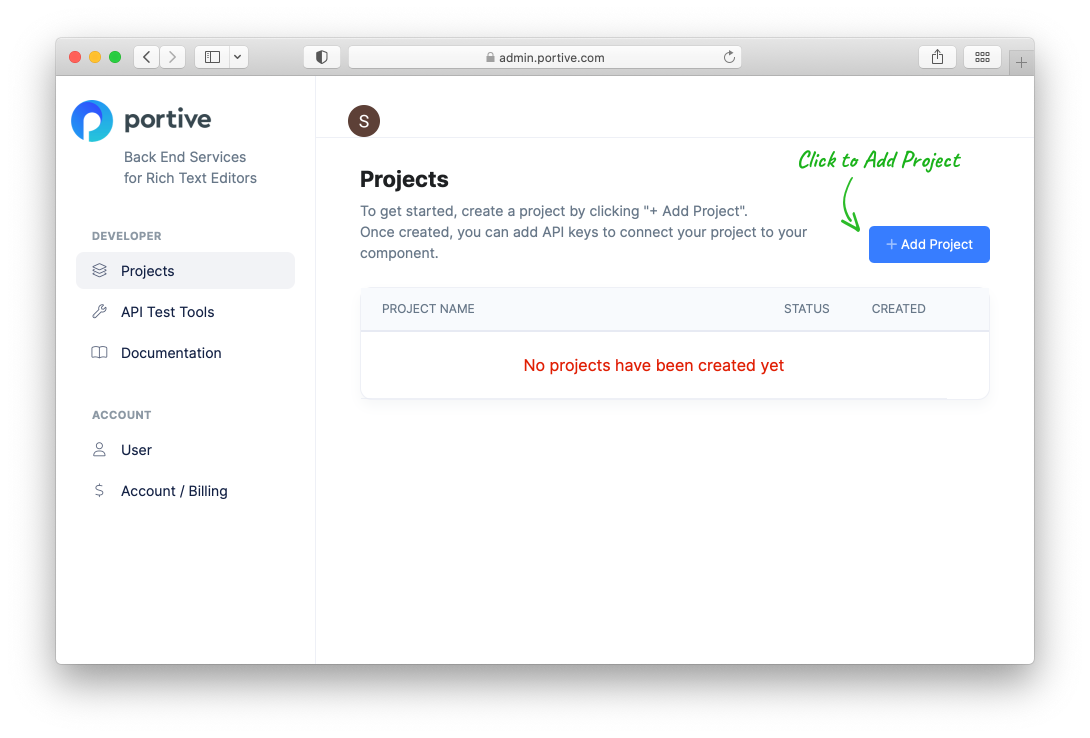 admin.portive.com
portive
Back End Services
for Rich Text Editors
DEVELOPER
Projects
API Test Tools
Documentation
ACCOUNT
User
Account / Billing
S
Click to Add Project
Projects
To get started, create a project by clicking "+ Add Project".
Once created, you can add API keys to connect your project to your
component.
+ Add Project
PROJECT NAME STATUS CREATED
No projects have been created yet